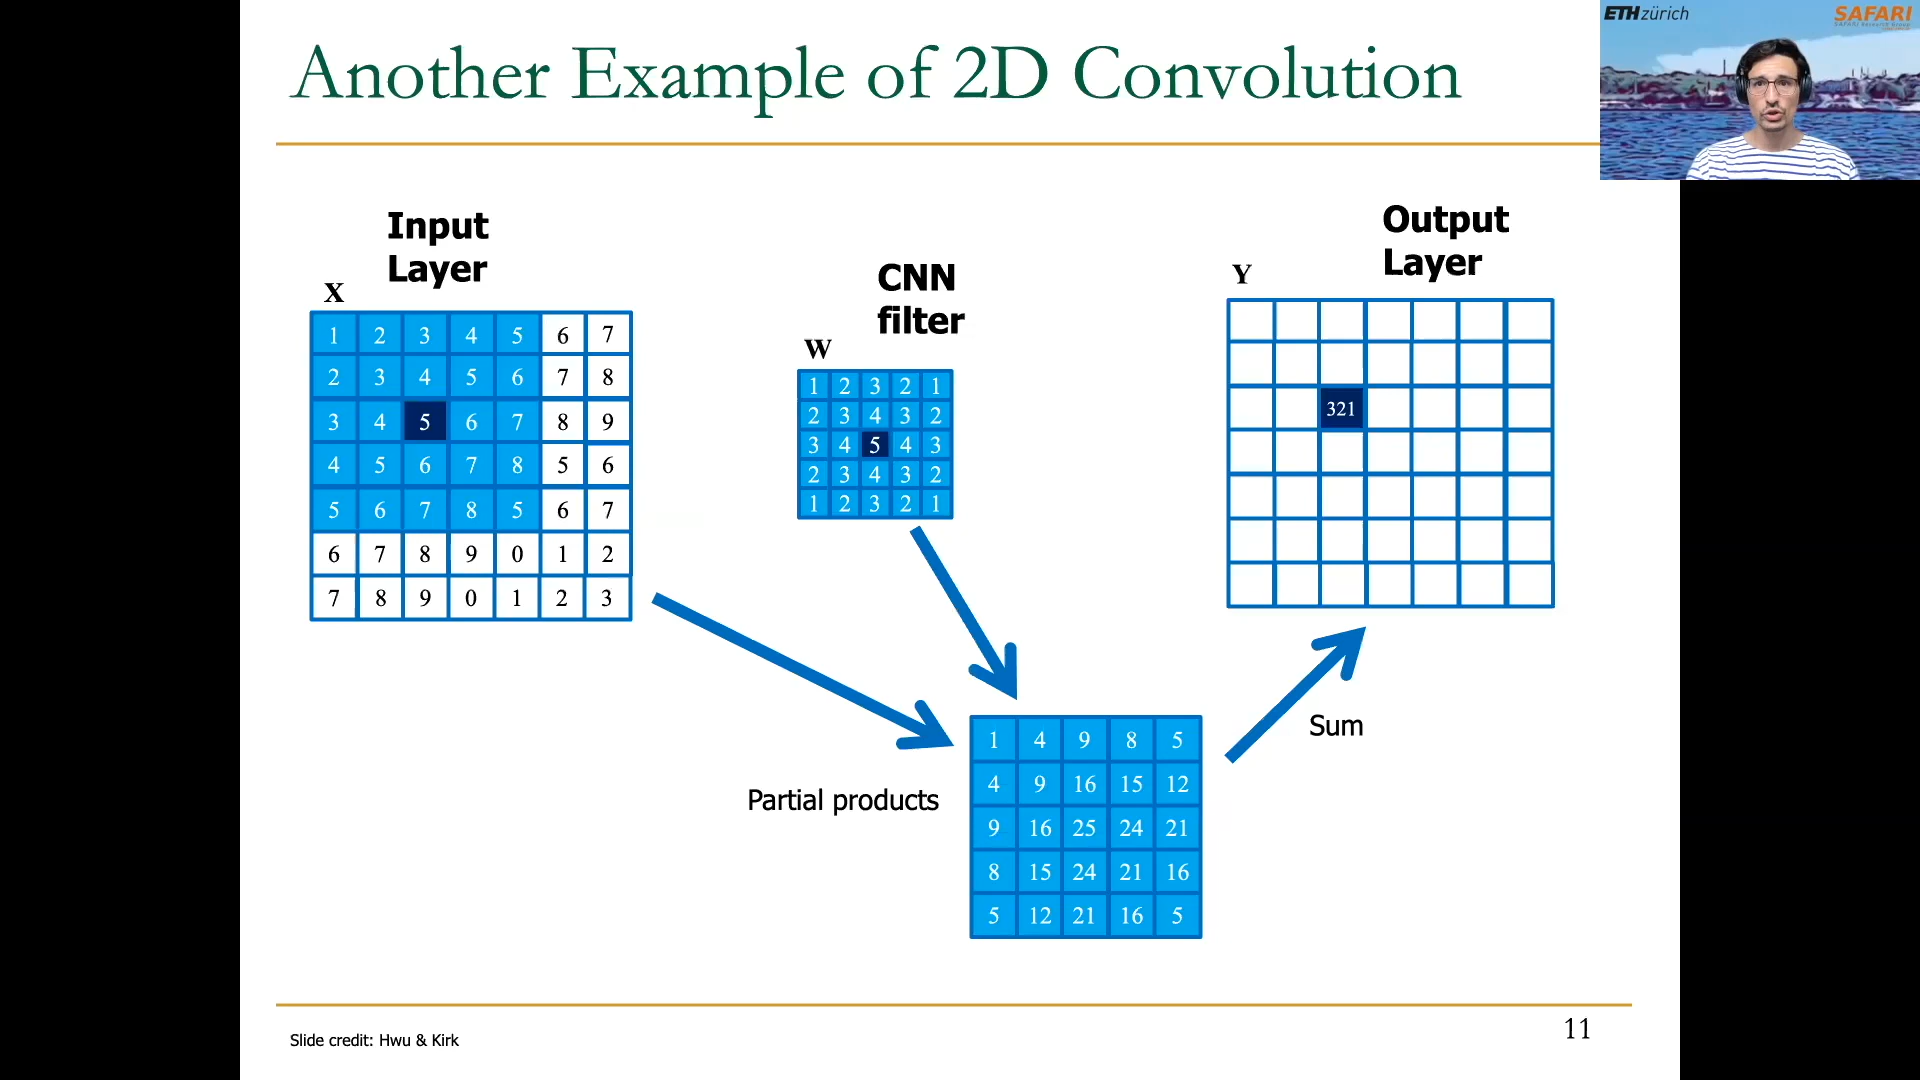 Another Example of 2D Convolution
ETH zürich
SAFARI
SAFARI Research Group
Input
Layer
X
1 2 3 4 5 6 7
2 3 4 5 6 7 8
3 4 5 6 7 8 9
4 5 6 7 8 5 6
5 6 7 8 5 6 7
6 7 8 9 0 1 2
7 8 9 0 1 2 3
CNN
filter
W
1 2 3 2 1
2 3 4 3 2
3 4 5 4 3
2 3 4 3 2
1 2 3 2 1
Output
Layer
Y
321
Partial products
1 4 9 8 5
4 9 16 15 12
9 16 25 24 21
8 15 24 21 16
5 12 21 16 5
Sum
Slide credit: Hwu & Kirk
11